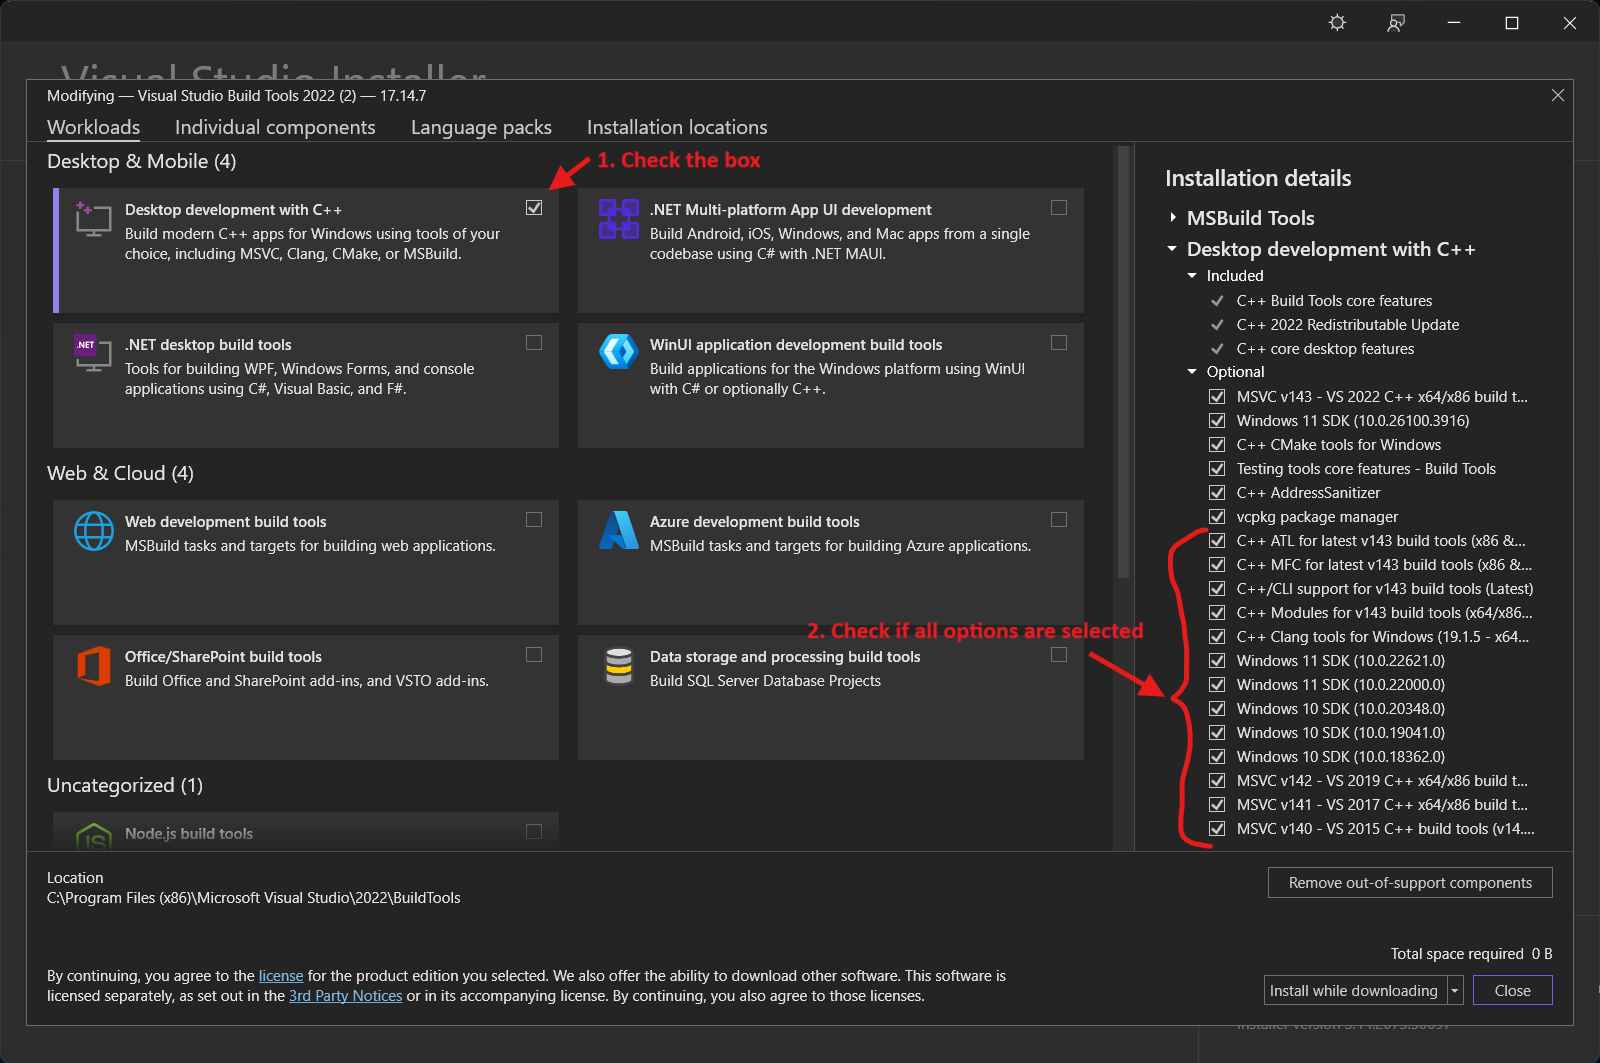 Visual Studio Installer
Modifying — Visual Studio Build Tools 2022 (2) — 17.14.7
Workloads
Individual components
Language packs
Installation locations
Desktop & Mobile (4)
1. Check the box
Desktop development with C++
Build modern C++ apps for Windows using tools of your
choice, including MSVC, Clang, CMake, or MSBuild.
.NET Multi-platform App UI development
Build Android, iOS, Windows, and Mac apps from a single
codebase using C# with .NET MAUI.
.NET
.NET desktop build tools
Tools for building WPF, Windows Forms, and console
applications using C#, Visual Basic, and F#.
WinUI application development build tools
Build applications for the Windows platform using WinUI
with C# or optionally C++.
Web & Cloud (4)
Web development build tools
MSBuild tasks and targets for building web applications.
Azure development build tools
MSBuild tasks and targets for building Azure applications.
2. Check if all options are selected
Office/SharePoint build tools
Build Office and SharePoint add-ins, and VSTO add-ins.
Data storage and processing build tools
Build SQL Server Database Projects
Uncategorized (1)
JS
Node.js build tools
Installation details
MSBuild Tools
Desktop development with C++
Included
C++ Build Tools core features
C++ 2022 Redistributable Update
C++ core desktop features
Optional
MSVC v143 - VS 2022 C++ x64/x86 build t...
Windows 11 SDK (10.0.26100.3916)
C++ CMake tools for Windows
Testing tools core features - Build Tools
C++ AddressSanitizer
vcpkg package manager
C++ ATL for latest v143 build tools (x86 &...
C++ MFC for latest v143 build tools (x86 &...
C++/CLI support for v143 build tools (Latest)
C++ Modules for v143 build tools (x64/x86...
C++ Clang tools for Windows (19.1.5 - x64...
Windows 11 SDK (10.0.22621.0)
Windows 11 SDK (10.0.22000.0)
Windows 10 SDK (10.0.20348.0)
Windows 10 SDK (10.0.19041.0)
Windows 10 SDK (10.0.18362.0)
MSVC v142 - VS 2019 C++ x64/x86 build t...
MSVC v141 - VS 2017 C++ x64/x86 build t...
MSVC v140 - VS 2015 C++ build tools (v14....
Location
C:\Program Files (x86)\Microsoft Visual Studio\2022\BuildTools
Remove out-of-support components
Total space required 0 B
By continuing, you agree to the license for the product edition you selected. We also offer the ability to download other software. This software is
licensed separately, as set out in the 3rd Party Notices or in its accompanying license. By continuing, you also agree to those licenses.
Install while downloading
Close